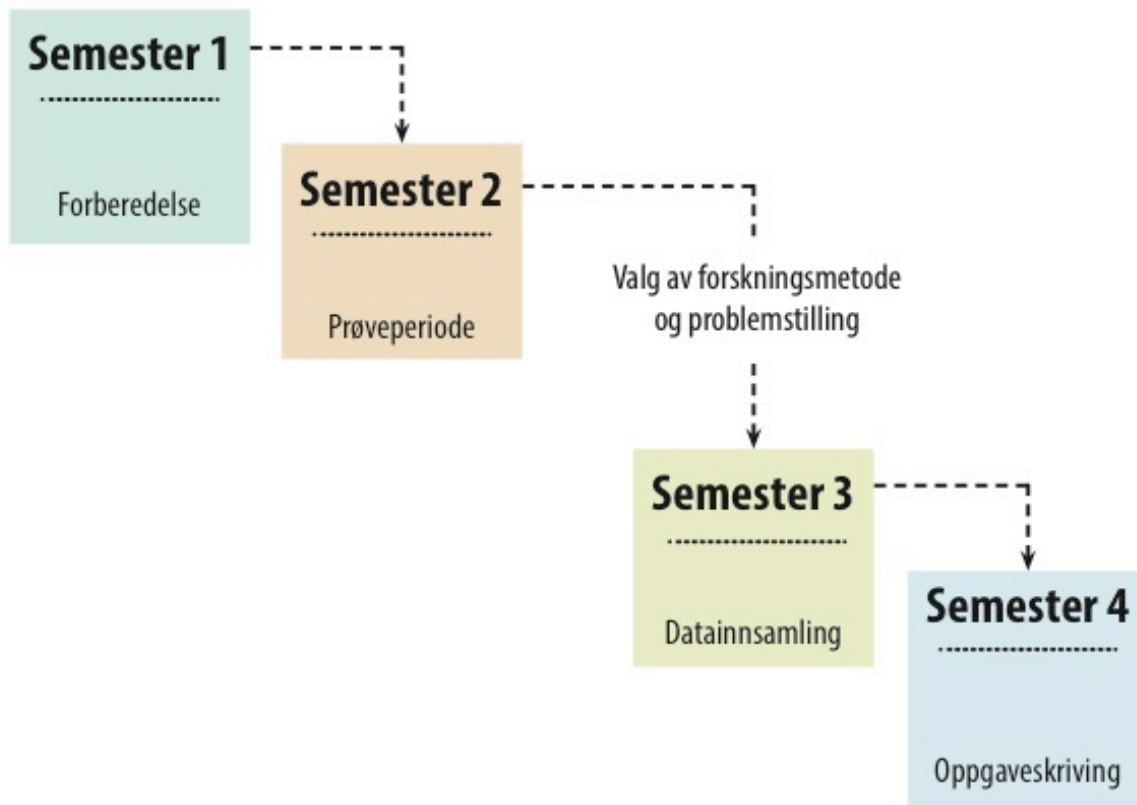 Semester 1
Forberedelse
Semester 2
Prøveperiode
Valg av forskningsmetode
og problemstilling
Semester 3
Datainnsamling
Semester 4
Oppgaveskriving